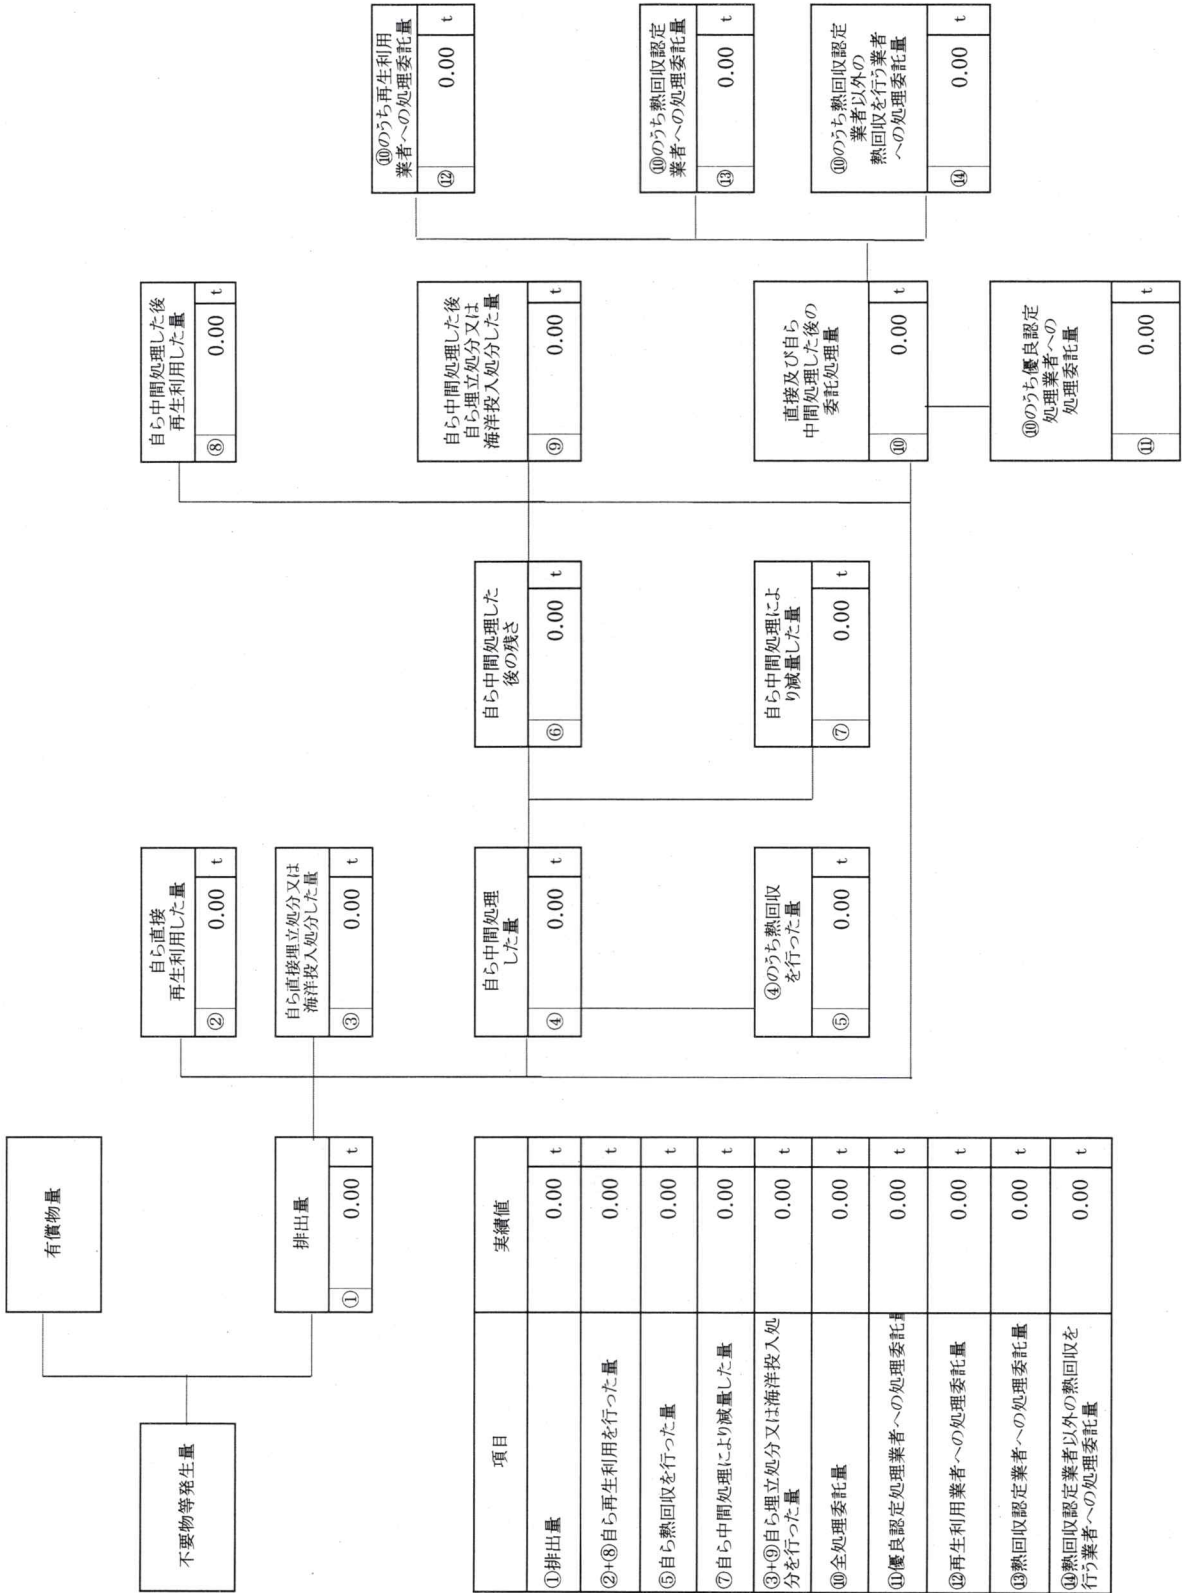 不要物等発生量
有償物量
排出量
① 0.00 t
自ら直接
再生利用した量
② 0.00 t
自ら直接埋立処分又は
海洋投入処分した量
③ 0.00 t
自ら中間処理
した量
④ 0.00 t
④のうち熱回収
を行った量
⑤ 0.00 t
自ら中間処理した
後の残さ
⑥ 0.00 t
自ら中間処理によ
り減量した量
⑦ 0.00 t
自ら中間処理した後
再生利用した量
⑧ 0.00 t
自ら中間処理した後
自ら埋立処分又は
海洋投入処分した量
⑨ 0.00 t
直接及び自ら
中間処理した後の
委託処理量
⑩ 0.00 t
⑩のうち優良認定
処理業者への
処理委託量
⑪ 0.00 t
⑩のうち再生利用
業者への処理委託量
⑫ 0.00 t
⑩のうち熱回収認定
業者への処理委託量
⑬ 0.00 t
⑩のうち熱回収認定
業者以外の
熱回収を行う業者
への処理委託量
⑭ 0.00 t
項目 実績値
①排出量 0.00 t
②+⑧自ら再生利用を行った量 0.00 t
⑤自ら熱回収を行った量 0.00 t
⑦自ら中間処理により減量した量 0.00 t
③+⑨自ら埋立処分又は海洋投入処
分を行った量 0.00 t
⑩全処理委託量 0.00 t
⑪優良認定処理業者への処理委託量 0.00 t
⑫再生利用業者への処理委託量 0.00 t
⑬熱回収認定業者への処理委託量 0.00 t
⑭熱回収認定業者以外の熱回収を
行う業者への処理委託量 0.00 t